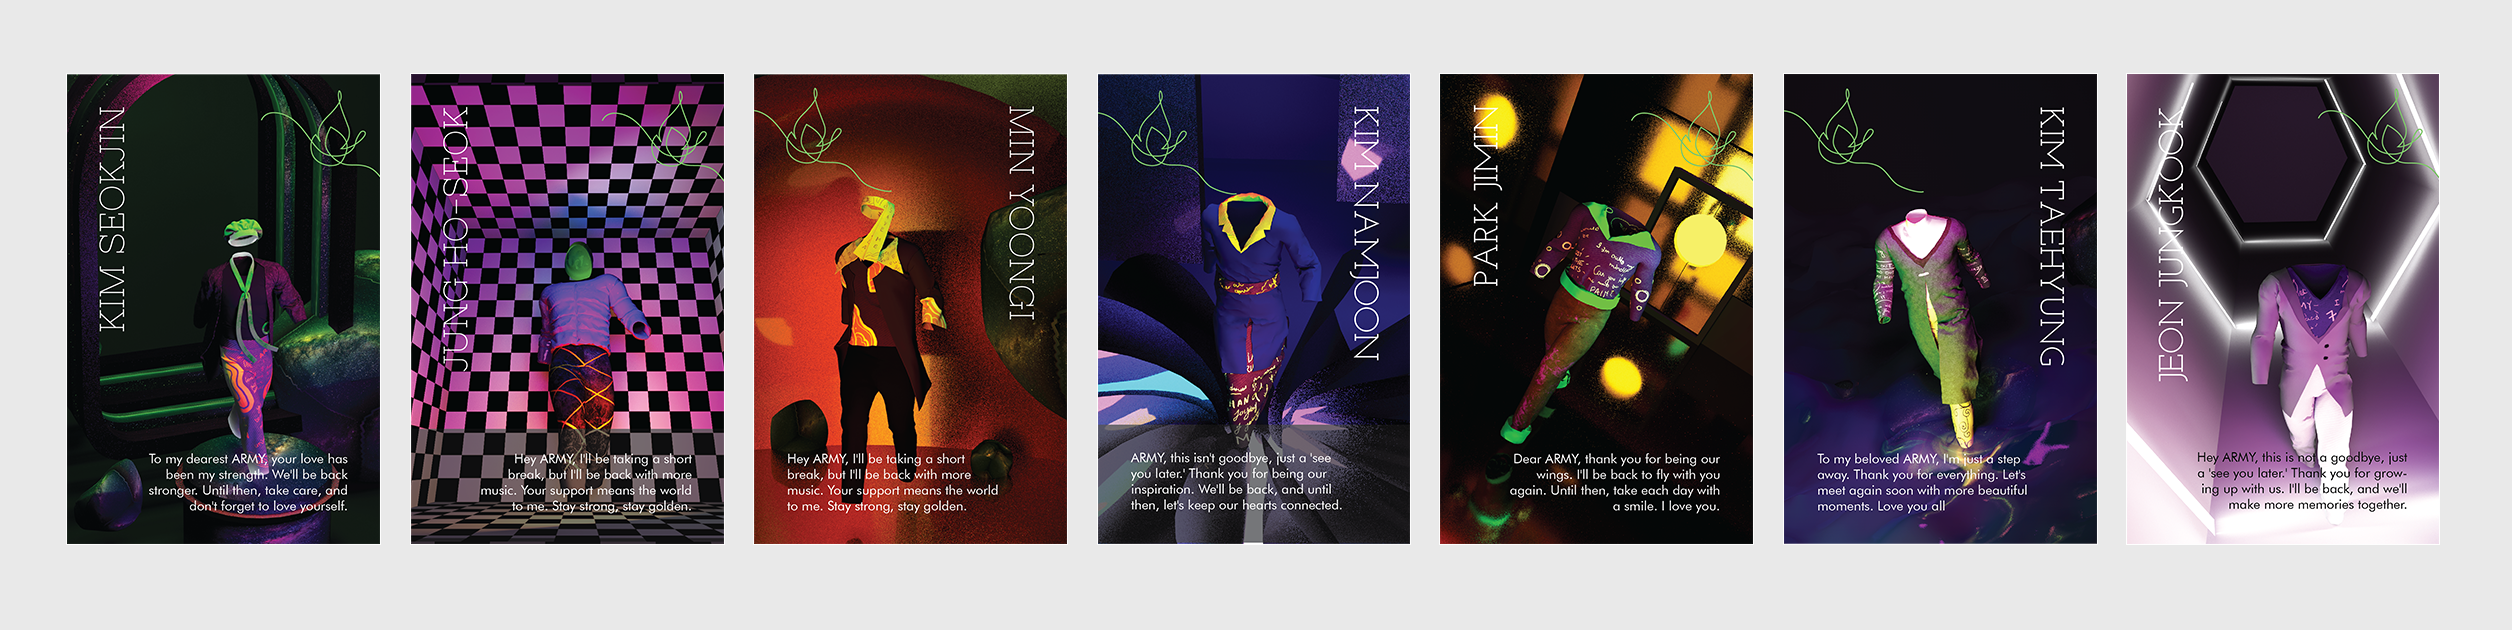 KIM SEOKJIN
To my dearest ARMY, your love has
been my strength. We'll be back
stronger. Until then, take care, and
don't forget to love yourself.
JUNG HO-SEOK
Hey ARMY, I'll be taking a short
break, but I'll be back with more
music. Your support means the world
to me. Stay strong, stay golden.
MIN YOONGI
Hey ARMY, I'll be taking a short
break, but I'll be back with more
music. Your support means the world
to me. Stay strong, stay golden.
KIM NAMJOON
ARMY, this isn't goodbye, just a 'see
you later.' Thank you for being our
inspiration. We'll be back, and until
then, let's keep our hearts connected.
PARK JIMIN
Dear ARMY, thank you for being our
wings. I'll be back to fly with you
again. Until then, take each day with
a smile. I love you.
KIM TAEHYUNG
To my beloved ARMY, I'm just a step
away. Thank you for everything. Let's
meet again soon with more beautiful
moments. Love you all
JEON JUNGKOOK
Hey ARMY, this is not a goodbye, just
a 'see you later.' Thank you for grow-
ing up with us. I'll be back, and we'll
make more memories together.